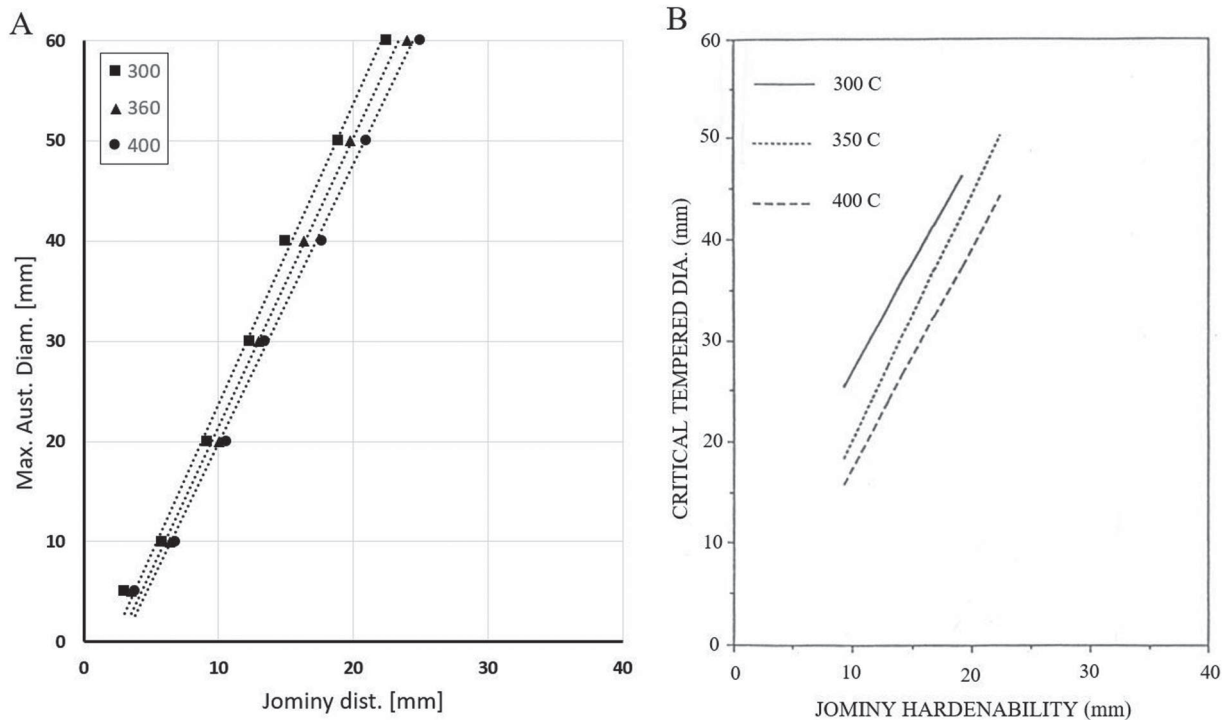 A
60
50
40
30
20
10
0
Max. Aust. Diam. [mm]
300
360
400
0 10 20 30 40
Jominy dist. [mm]
B
60
50
40
30
20
10
0
CRITICAL TEMPERED DIA. (mm)
300 C
350 C
400 C
0 10 20 30 40
JOMINY HARDENABILITY (mm)